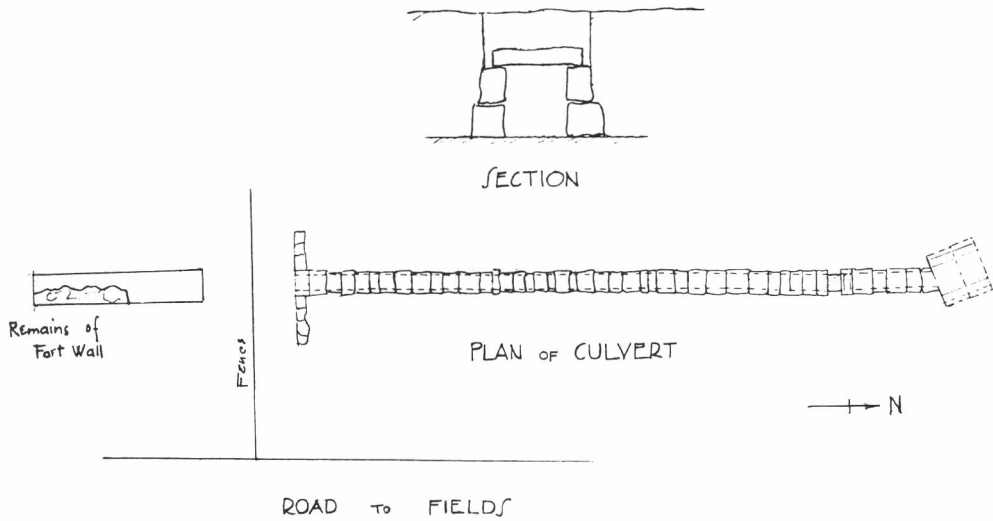 SECTION
Remains of
Fort Wall
Fence
PLAN OF CULVERT
N
ROAD TO FIELDS